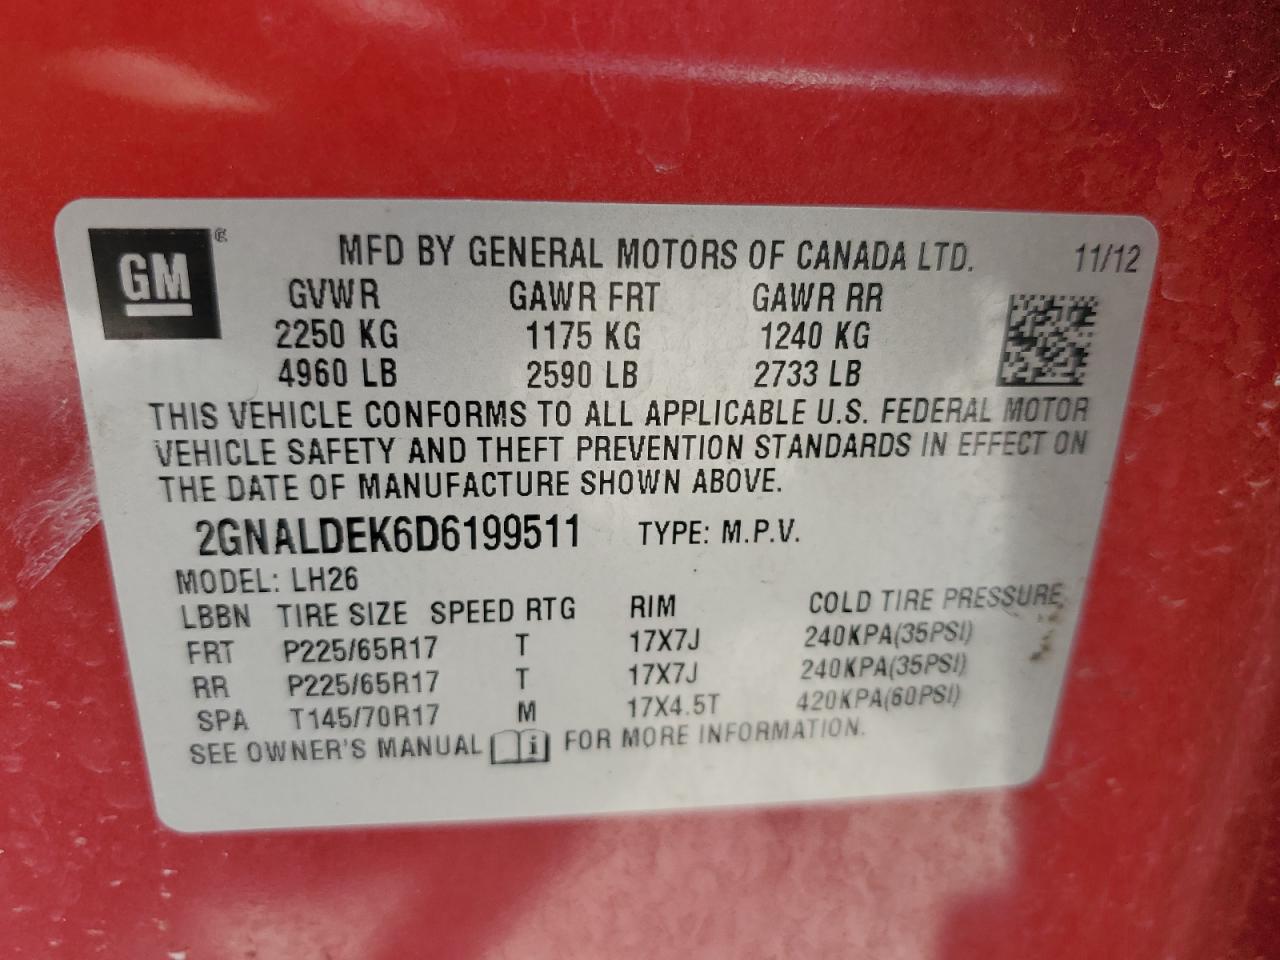 GM ® MFD BY GENERAL MOTORS OF CANADA LTD. 11/12
GVWR GAWR FRT GAWR RR
2250 KG 1175 KG 1240 KG
4960 LB 2590 LB 2733 LB
THIS VEHICLE CONFORMS TO ALL APPLICABLE U.S. FEDERAL MOTOR
VEHICLE SAFETY AND THEFT PREVENTION STANDARDS IN EFFECT ON
THE DATE OF MANUFACTURE SHOWN ABOVE.
2GNALDEK6D6199511 TYPE: M.P.V.
MODEL: LH26
LBBN TIRE SIZE SPEED RTG RIM COLD TIRE PRESSURE
FRT P225/65R17 T 17X7J 240KPA(35PSI)
RR P225/65R17 T 17X7J 240KPA(35PSI)
SPA T145/70R17 M 17X4.5T 420KPA(60PSI)
SEE OWNER'S MANUAL i FOR MORE INFORMATION.